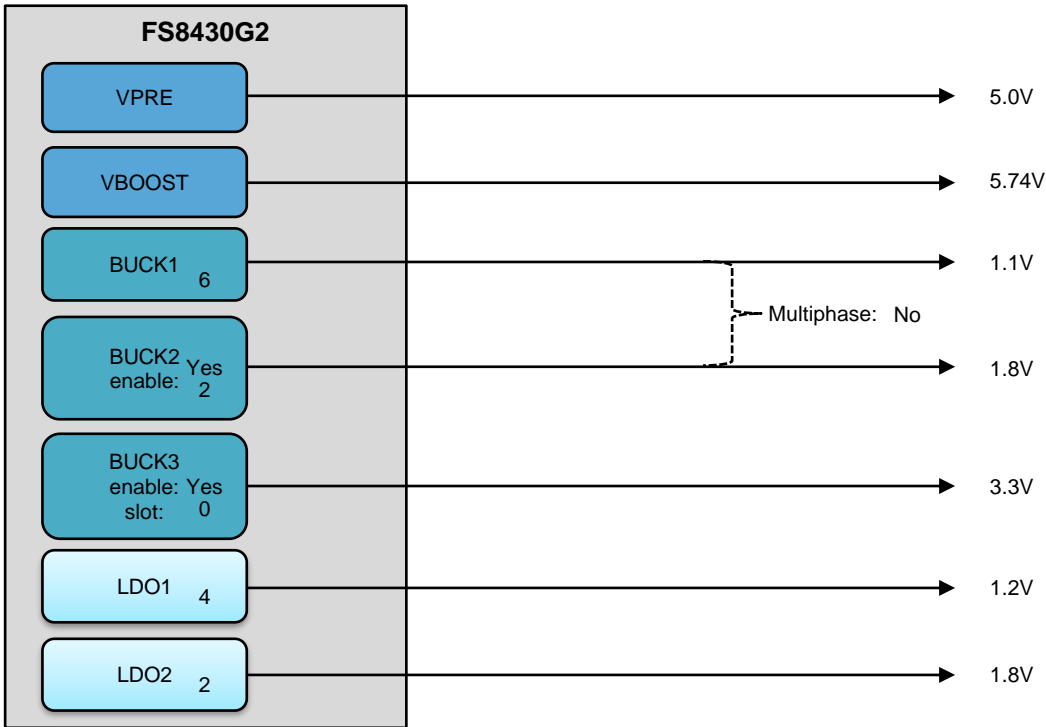 FS8430G2
VPRE
5.0V
VBOOST
5.74V
BUCK1
6
1.1V
Multiphase: No
BUCK2
enable: Yes
2
1.8V
BUCK3
enable: Yes
slot: 0
3.3V
LDO1
4
1.2V
LDO2
2
1.8V